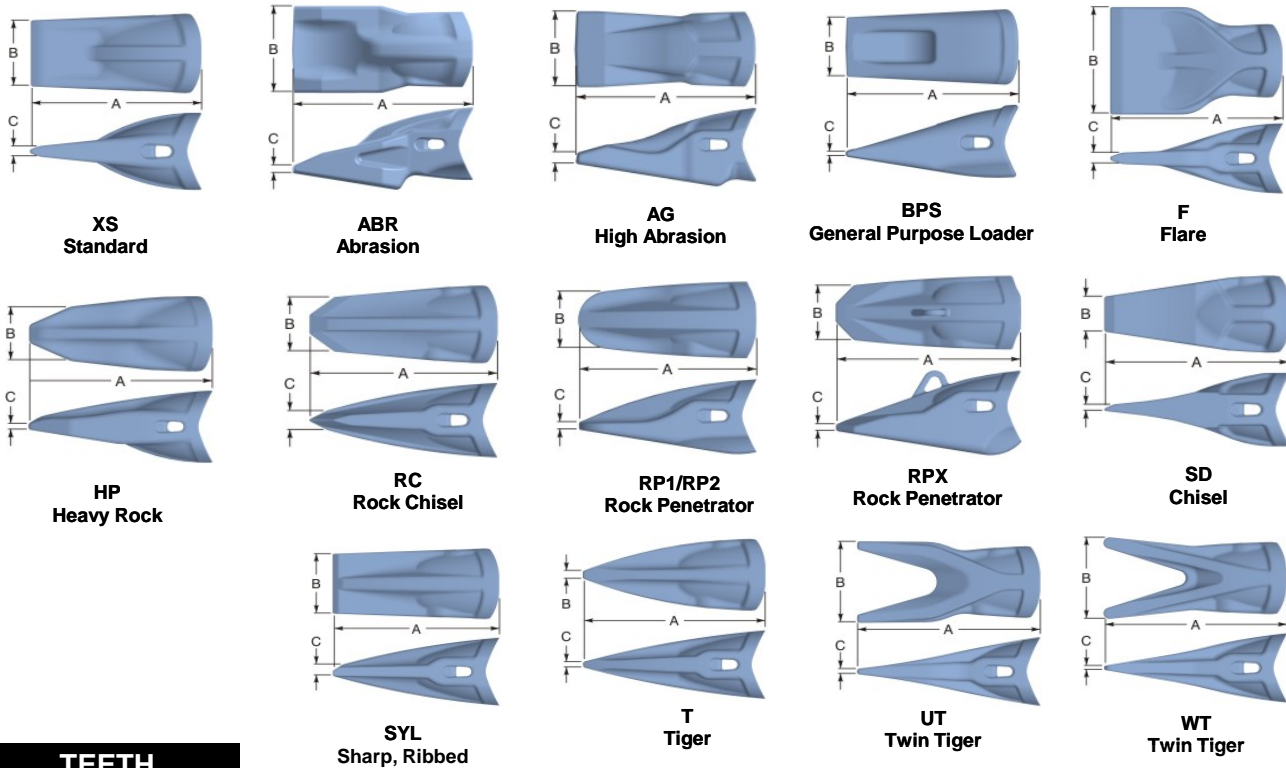 B
A
C
XS
Standard
B
A
C
ABR
Abrasion
B
A
C
AG
High Abrasion
B
A
C
BPS
General Purpose Loader
B
A
C
F
Flare
B
A
C
HP
Heavy Rock
B
A
C
RC
Rock Chisel
B
A
C
RP1/RP2
Rock Penetrator
B
A
C
RPX
Rock Penetrator
B
A
C
SD
Chisel
B
A
C
SYL
Sharp, Ribbed
B
A
C
T
Tiger
B
A
C
UT
Twin Tiger
B
A
C
WT
Twin Tiger
TEETH